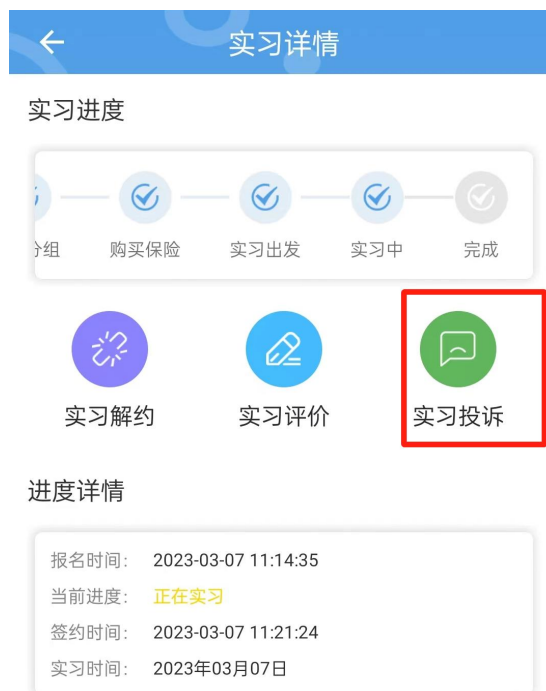 实习详情
实习进度
分组 购买保险 实习出发 实习中 完成
实习解约 实习评价 实习投诉
进度详情
报名时间: 2023-03-07 11:14:35
当前进度: 正在实习
签约时间: 2023-03-07 11:21:24
实习时间: 2023年03月07日